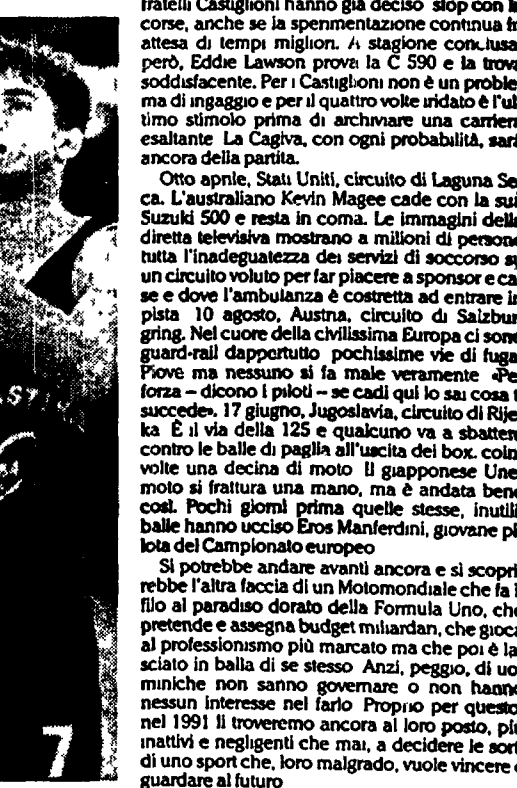 fratelli Castiglioni hanno già deciso stop con le
corse, anche se la sperimentazione continua in
attesa di tempi migliori. A stagione conclusa,
però, Eddie Lawson prova la C 590 e la trova
soddisfacente. Per i Castiglioni non è un proble
ma di ingaggio e per il quattro volte iridato è l'ul
timo stimolo prima di archiviare una carriera
esaltante La Cagiva, con ogni probabilità, sarà
ancora della partita.
Otto aprile, Stati Uniti, circuito di Laguna Se
ca. L'australiano Kevin Magee cade con la sua
Suzuki 500 e resta in coma. Le immagini della
diretta televisiva mostrano a milioni di persone
tutta l'inadeguatezza dei servizi di soccorso su
un circuito voluto per far piacere a sponsor e ca
se e dove l'ambulanza è costretta ad entrare in
pista 10 agosto, Austria, circuito di Salzbur
gring. Nel cuore della civilissima Europa ci sono
guard-rail dappertutto pochissime vie di fuga
Piove ma nessuno si fa male veramente «Per
forza – dicono i piloti – se cadi qui lo sai cosa ti
succede». 17 giugno, Jugoslavia, circuito di Rije
ka È il via della 125 e qualcuno va a sbattere
contro le balle di paglia all'uscita dei box. coin
volte una decina di moto Il giapponese Une
moto si frattura una mano, ma è andata bene
così. Pochi giorni prima quelle stesse, inutili
balle hanno ucciso Eros Manferdini, giovane pi
lota del Campionato europeo
Si potrebbe andare avanti ancora e si scopri
rebbe l'altra faccia di un Motomondiale che fa il
filo al paradiso dorato della Formula Uno, che
pretende e assegna budget miliardari, che gioca
al professionismo più marcato ma che poi è la
sciato in balia di se stesso Anzi, peggio, di uo
mini che non sanno governare o non hanno
nessun interesse nel farlo Proprio per questo
nel 1991 li troveremo ancora al loro posto, più
inattivi e negligenti che mai, a decidere le sorti
di uno sport che, loro malgrado, vuole vincere e
guardare al futuro
7